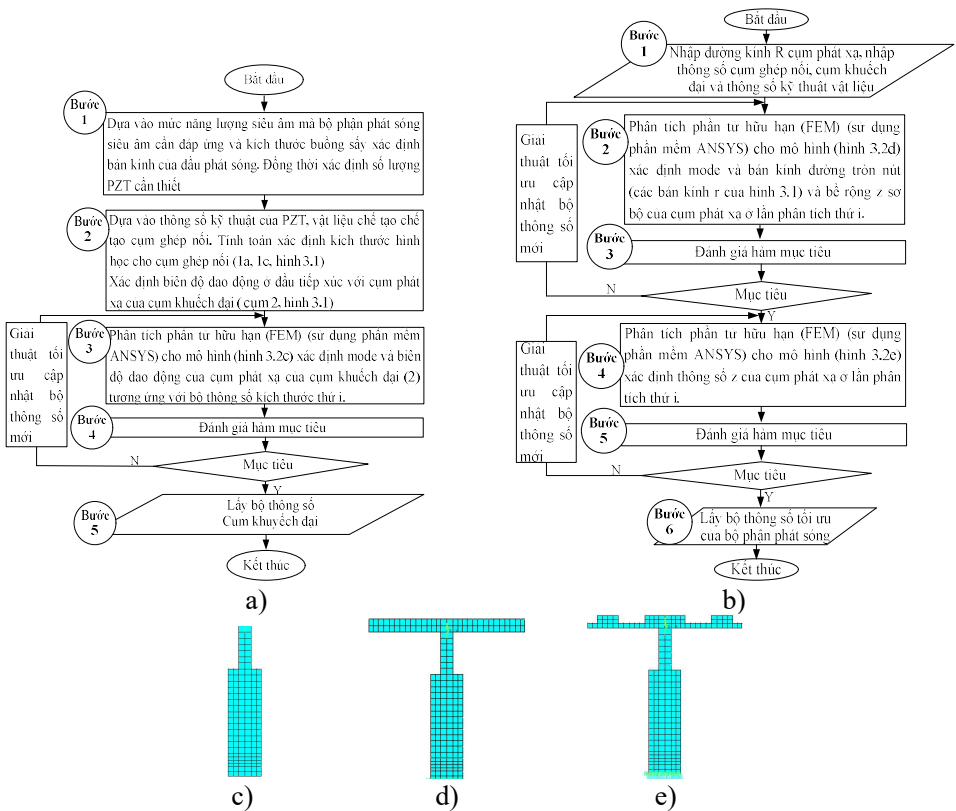 Bắt đầu
Bước
1
Dựa vào mức năng lượng siêu âm mà bộ phận phát sóng
siêu âm cần đáp ứng và kích thước buồng sấy xác định
bán kính của đầu phát sóng. Đồng thời xác định số lượng
PZT cần thiết
Bước
2
Dựa vào thông số kỹ thuật của PZT, vật liệu chế tạo chế
tạo cụm ghép nối. Tính toán xác định kích thước hình
học cho cụm ghép nối (1a, 1c, hình 3.1)
Xác định biên độ dao động ở đầu tiếp xúc với cụm phát
xạ của cụm khuếch đại ( cụm 2, hình 3.1)
Giai
thuật tối
ưu cập
nhật bộ
thông số
mới
Bước
3
Phân tích phần tư hữu hạn (FEM) (sử dụng phần mềm
ANSYS) cho mô hình (hình 3.2c) xác định mode và biên
độ dao động của cụm phát xạ của cụm khuếch đại (2)
tương ứng với bộ thông số kích thước thứ i.
Bước
4
Đánh giá hàm mục tiêu
N
Mục tiêu
Y
Bước
5
Lấy bộ thông số
Cum khuyếch đại
Kết thúc
a)
Bắt đầu
Bước
1
Nhập đường kính R cụm phát xạ, nhập
thông số cụm ghép nối, cụm khuếch
đại và thông số kỹ thuật vật liệu
Giai
thuật tối
ưu cập
nhật bộ
thông số
mới
Bước
2
Phân tích phần tư hữu hạn (FEM) (sử dụng
phần mềm ANSYS) cho mô hình (hình 3.2d)
xác định mode và bán kính đường tròn nút
(các bán kính r cua hình 3.1) và bề rộng z sơ
bộ của cụm phát xạ ở lần phân tích thứ i.
Bước
3
Đánh giá hàm mục tiêu
N
Mục tiêu
Y
Giai
thuật tối
ưu cập
nhật bộ
thông số
mới
Bước
4
Phân tích phần tư hữu hạn (FEM) (sử dụng
phần mềm ANSYS) cho mô hình (hình 3.2e)
xác đinh thông số z của cụm phát xạ ở lần phân
tích thứ i.
Bước
5
Đánh giá hàm mục tiêu
N
Mục tiêu
Y
Bước
6
Lấy bộ thông số tối ưu
cua bộ phận phát sóng
Kết thúc
b)
c)
d)
e)